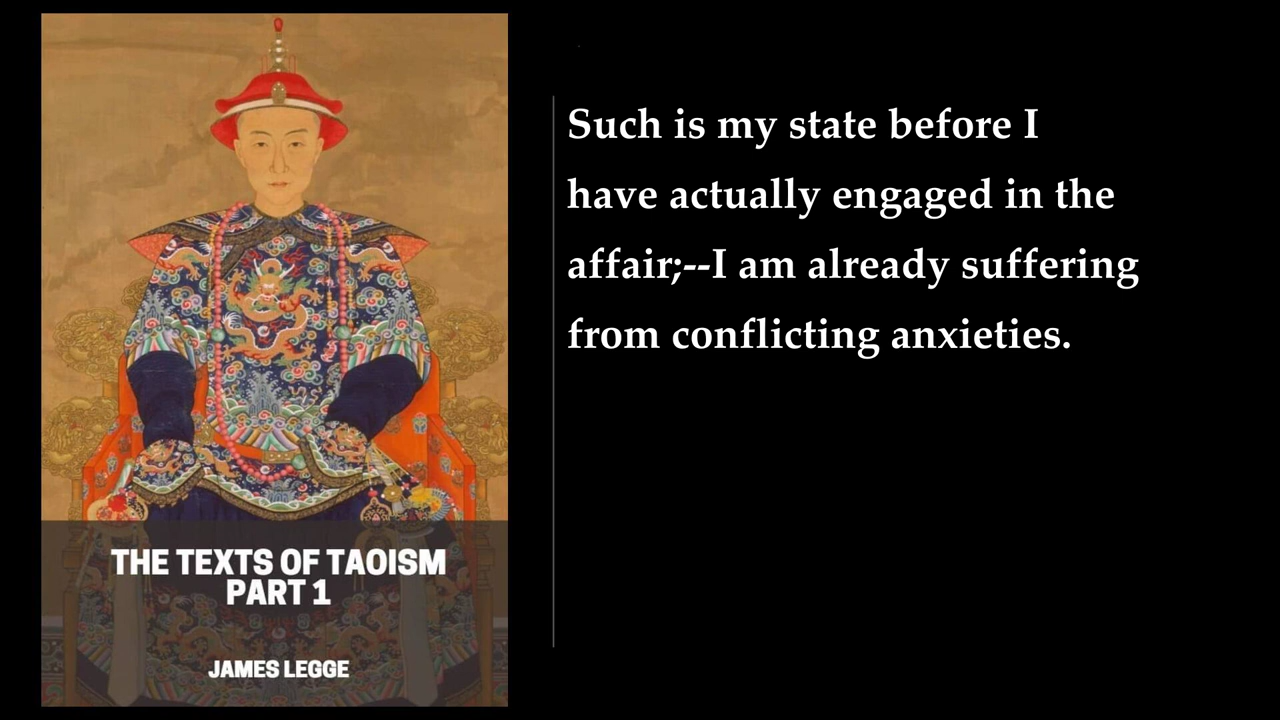 THE TEXTS OF TAOISM
PART 1
JAMES LEGGE
Such is my state before I
have actually engaged in the
affair;--I am already suffering
from conflicting anxieties.